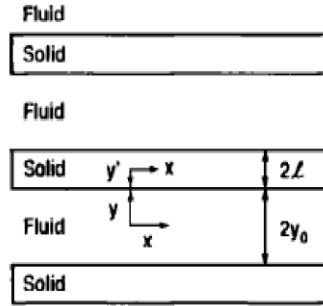 Fluid
Solid
Fluid
Solid y' x 2ℓ
y
Fluid x 2y₀
Solid